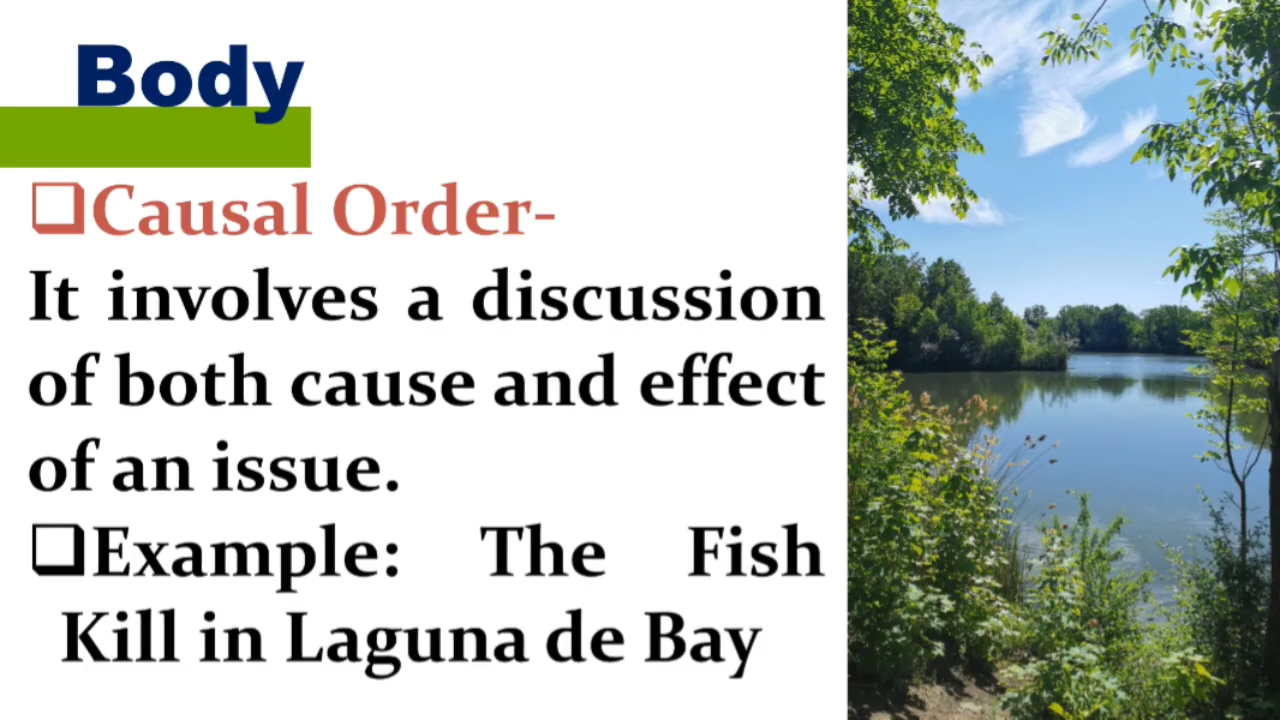 Body
❑Causal Order-
It involves a discussion
of both cause and effect
of an issue.
❑Example: The Fish
Kill in Laguna de Bay